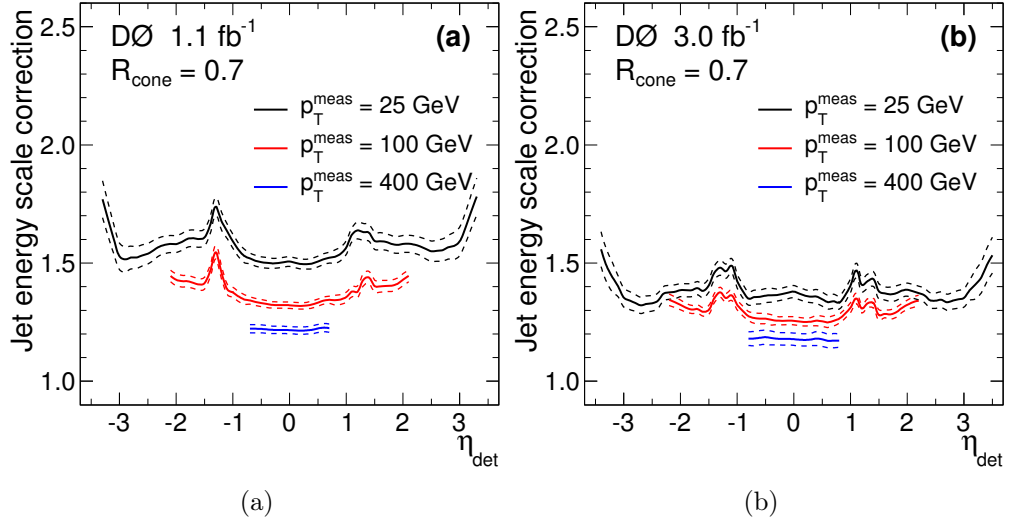 Jet energy scale correction
2.5
2.0
1.5
1.0
DØ 1.1 fb⁻¹
(a)
R_cone = 0.7
p_T^meas = 25 GeV
p_T^meas = 100 GeV
p_T^meas = 400 GeV
-3 -2 -1 0 1 2 3
η_det
(a)
Jet energy scale correction
2.5
2.0
1.5
1.0
DØ 3.0 fb⁻¹
(b)
R_cone = 0.7
p_T^meas = 25 GeV
p_T^meas = 100 GeV
p_T^meas = 400 GeV
-3 -2 -1 0 1 2 3
η_det
(b)